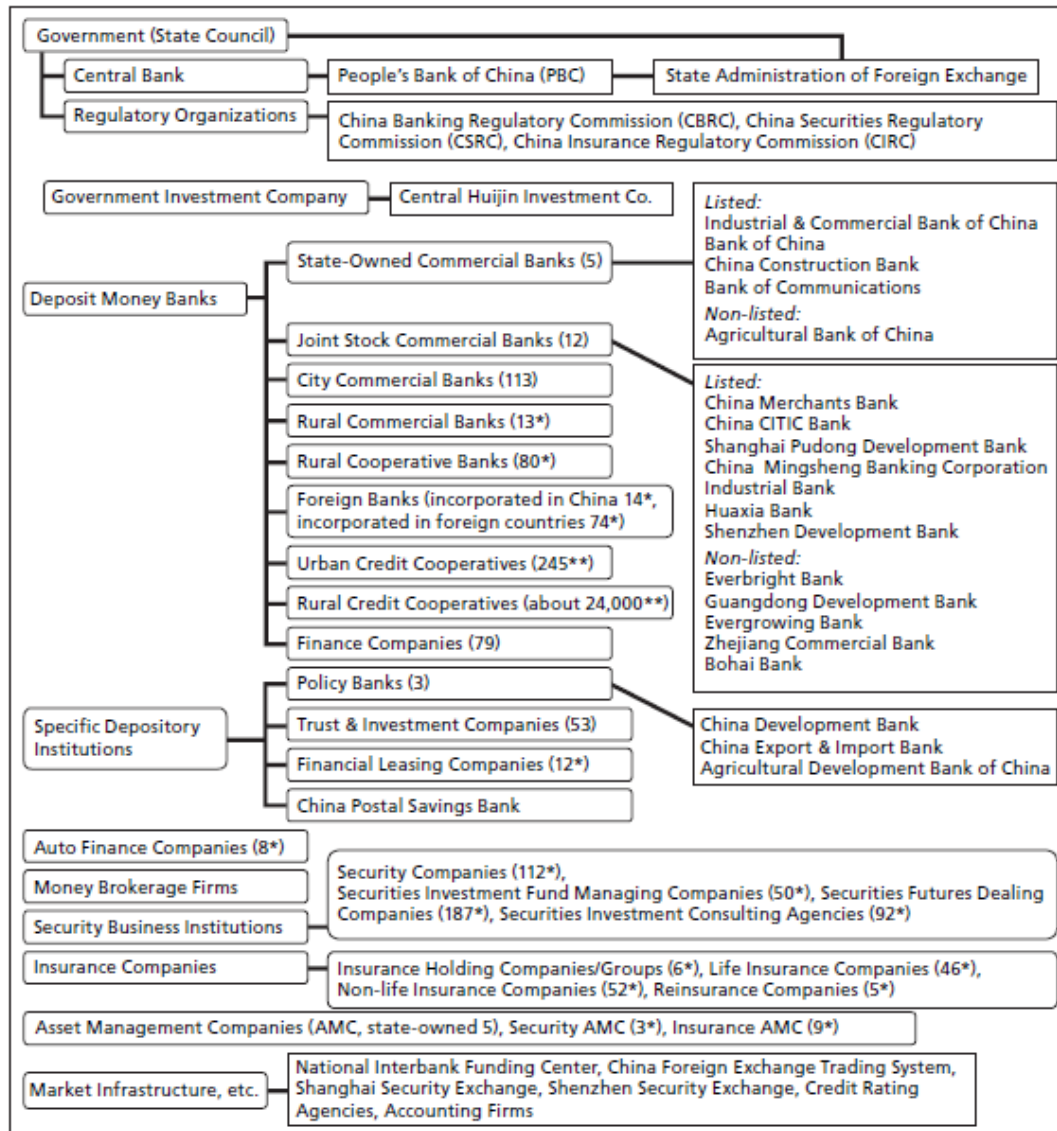 Government (State Council)
Central Bank
People's Bank of China (PBC)
State Administration of Foreign Exchange
Regulatory Organizations
China Banking Regulatory Commission (CBRC), China Securities Regulatory
Commission (CSRC), China Insurance Regulatory Commission (CIRC)
Government Investment Company
Central Huijin Investment Co.
Deposit Money Banks
State-Owned Commercial Banks (5)
Listed:
Industrial & Commercial Bank of China
Bank of China
China Construction Bank
Bank of Communications
Non-listed:
Agricultural Bank of China
Joint Stock Commercial Banks (12)
Listed:
China Merchants Bank
China CITIC Bank
Shanghai Pudong Development Bank
China Mingsheng Banking Corporation
Industrial Bank
Huaxia Bank
Shenzhen Development Bank
Non-listed:
Everbright Bank
Guangdong Development Bank
Evergrowing Bank
Zhejiang Commercial Bank
Bohai Bank
City Commercial Banks (113)
Rural Commercial Banks (13*)
Rural Cooperative Banks (80*)
Foreign Banks (incorporated in China 14*,
incorporated in foreign countries 74*)
Urban Credit Cooperatives (245**)
Rural Credit Cooperatives (about 24,000**)
Finance Companies (79)
Specific Depository
Institutions
Policy Banks (3)
China Development Bank
China Export & Import Bank
Agricultural Development Bank of China
Trust & Investment Companies (53)
Financial Leasing Companies (12*)
China Postal Savings Bank
Auto Finance Companies (8*)
Money Brokerage Firms
Security Business Institutions
Security Companies (112*),
Securities Investment Fund Managing Companies (50*), Securities Futures Dealing
Companies (187*), Securities Investment Consulting Agencies (92*)
Insurance Companies
Insurance Holding Companies/Groups (6*), Life Insurance Companies (46*),
Non-life Insurance Companies (52*), Reinsurance Companies (5*)
Asset Management Companies (AMC, state-owned 5), Security AMC (3*), Insurance AMC (9*)
Market Infrastructure, etc.
National Interbank Funding Center, China Foreign Exchange Trading System,
Shanghai Security Exchange, Shenzhen Security Exchange, Credit Rating
Agencies, Accounting Firms